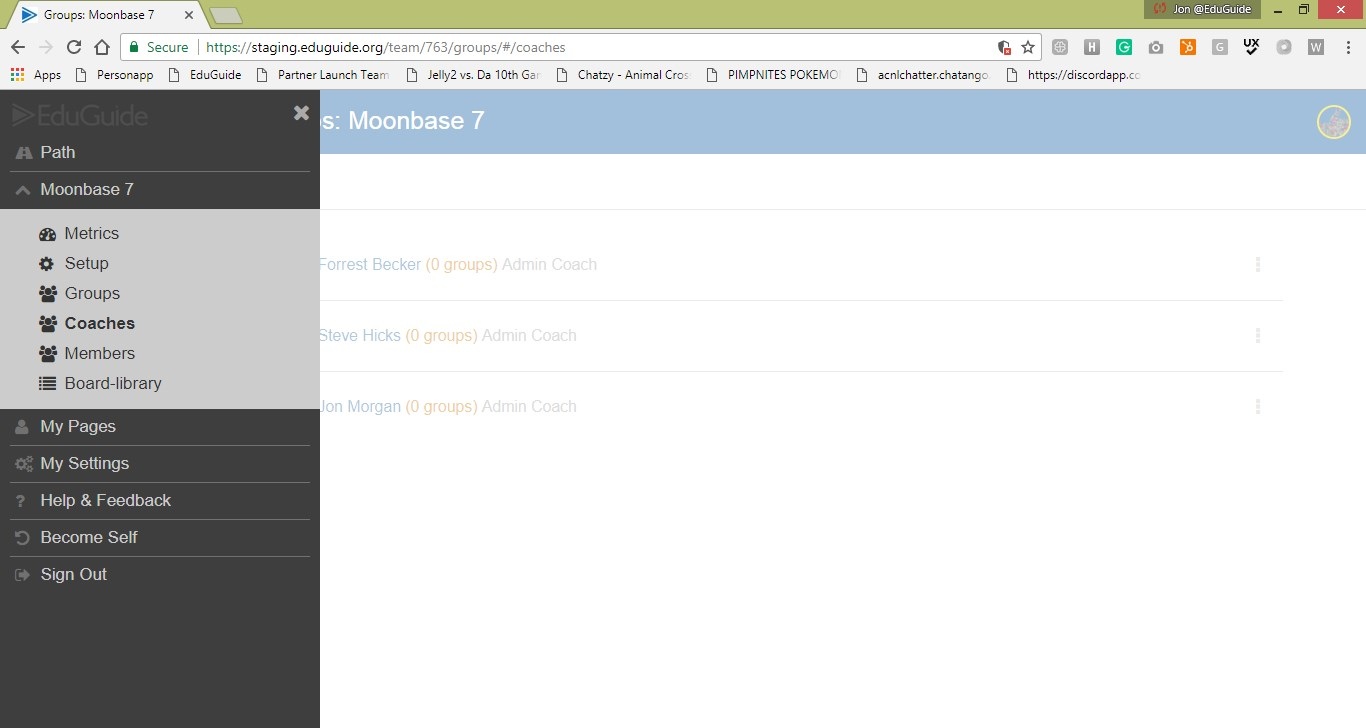 Groups: Moonbase 7
Jon @EduGuide
Secure https://staging.eduguide.org/team/763/groups/#/coaches
H G G UX W
Apps Personapp EduGuide Partner Launch Team Jelly2 vs. Da 10th Gar Chatzy - Animal Cros PIMPNITES POKEMO acnlchatter.chatango. https://discordapp.co
EduGuide
s: Moonbase 7
Path
Moonbase 7
Metrics
Setup
Groups
Coaches
Members
Board-library
My Pages
My Settings
Help & Feedback
Become Self
Sign Out
Forrest Becker (0 groups) Admin Coach
Steve Hicks (0 groups) Admin Coach
Jon Morgan (0 groups) Admin Coach